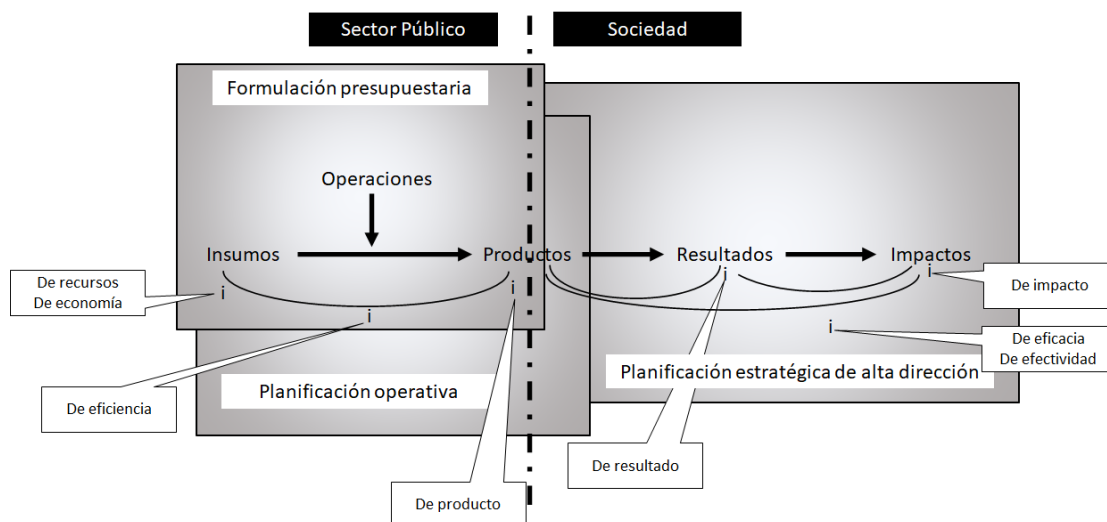 Sector Público
Sociedad
Formulación presupuestaria
Operaciones
Insumos
Productos
Resultados
Impactos
De recursos
De economía
i
i
i
i
i
De impacto
i
De eficacia
De efectividad
Planificación operativa
Planificación estratégica de alta dirección
De eficiencia
De resultado
De producto